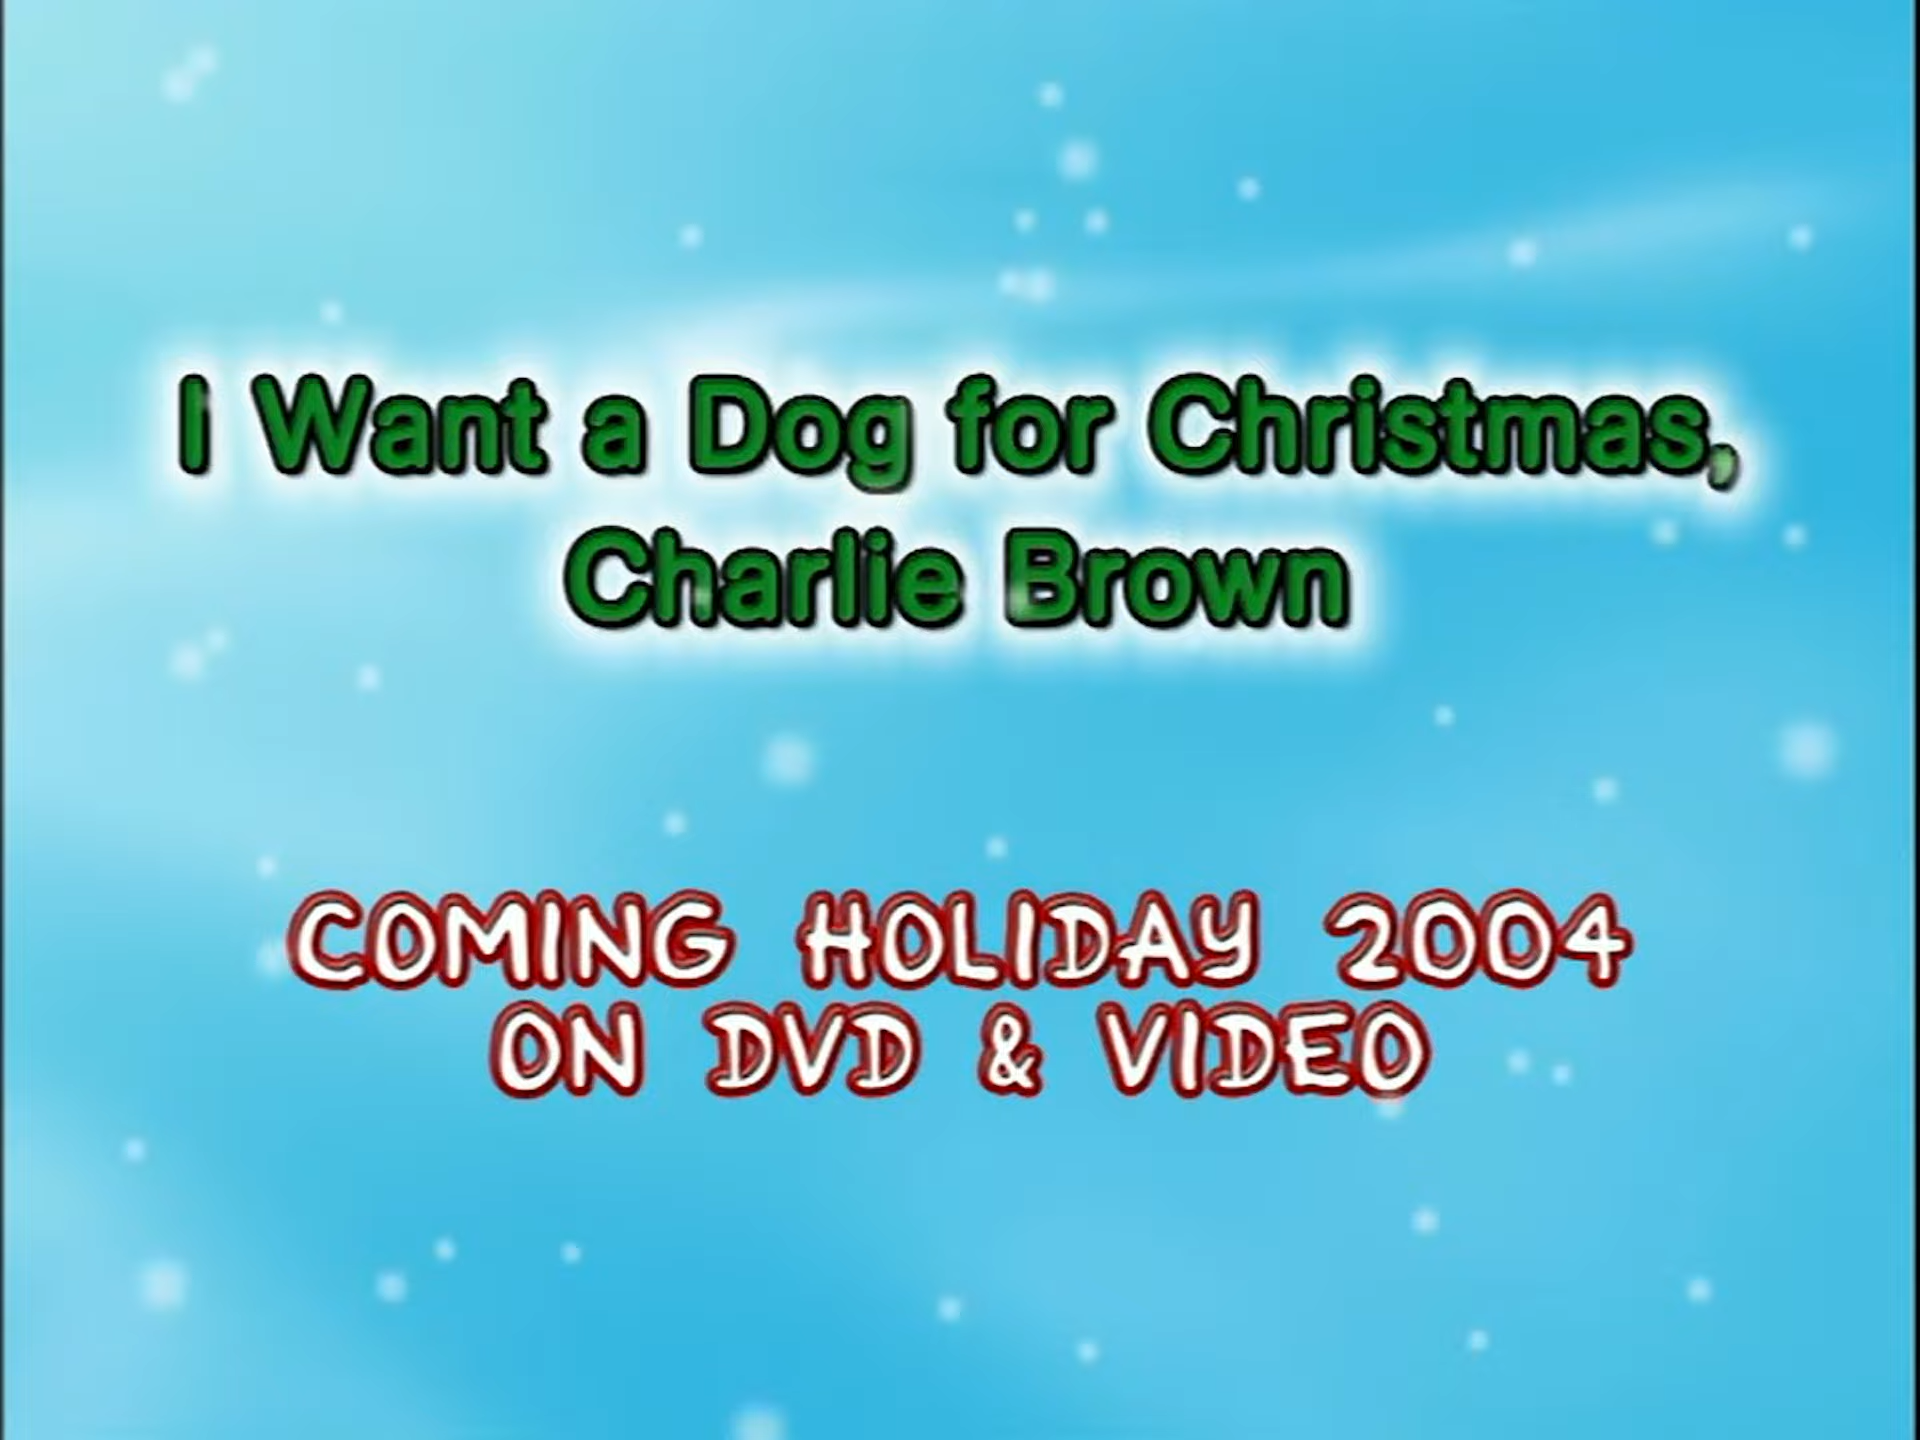 I Want a Dog for Christmas,
Charlie Brown
COMING HOLIDAY 2004
ON DVD & VIDEO